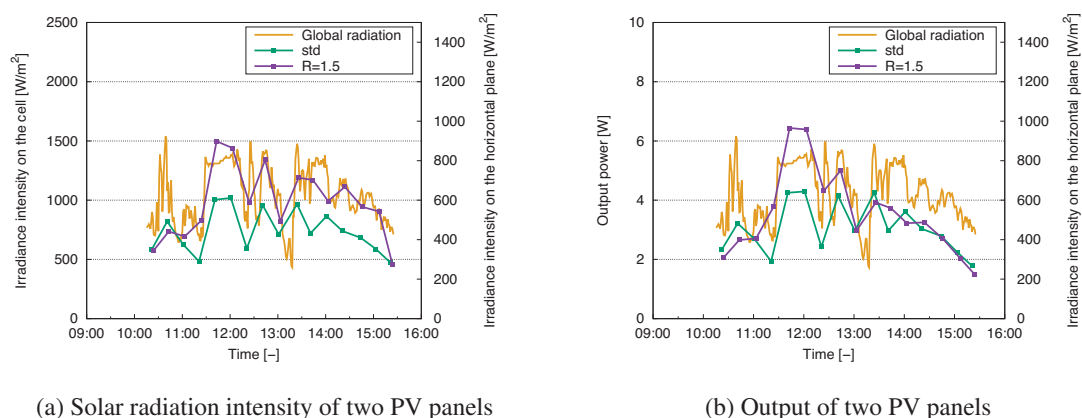 2500
2000
1500
1000
500
0
Irradiance intensity on the cell [W/m²]
Global radiation
std
R=1.5
1400
1200
1000
800
600
400
200
0
Irradiance intensity on the horizontal plane [W/m²]
09:00 10:00 11:00 12:00 13:00 14:00 15:00 16:00
Time [–]
(a) Solar radiation intensity of two PV panels
10
8
6
4
2
0
Output power [W]
Global radiation
std
R=1.5
1400
1200
1000
800
600
400
200
0
Irradiance intensity on the horizontal plane [W/m²]
09:00 10:00 11:00 12:00 13:00 14:00 15:00 16:00
Time [–]
(b) Output of two PV panels